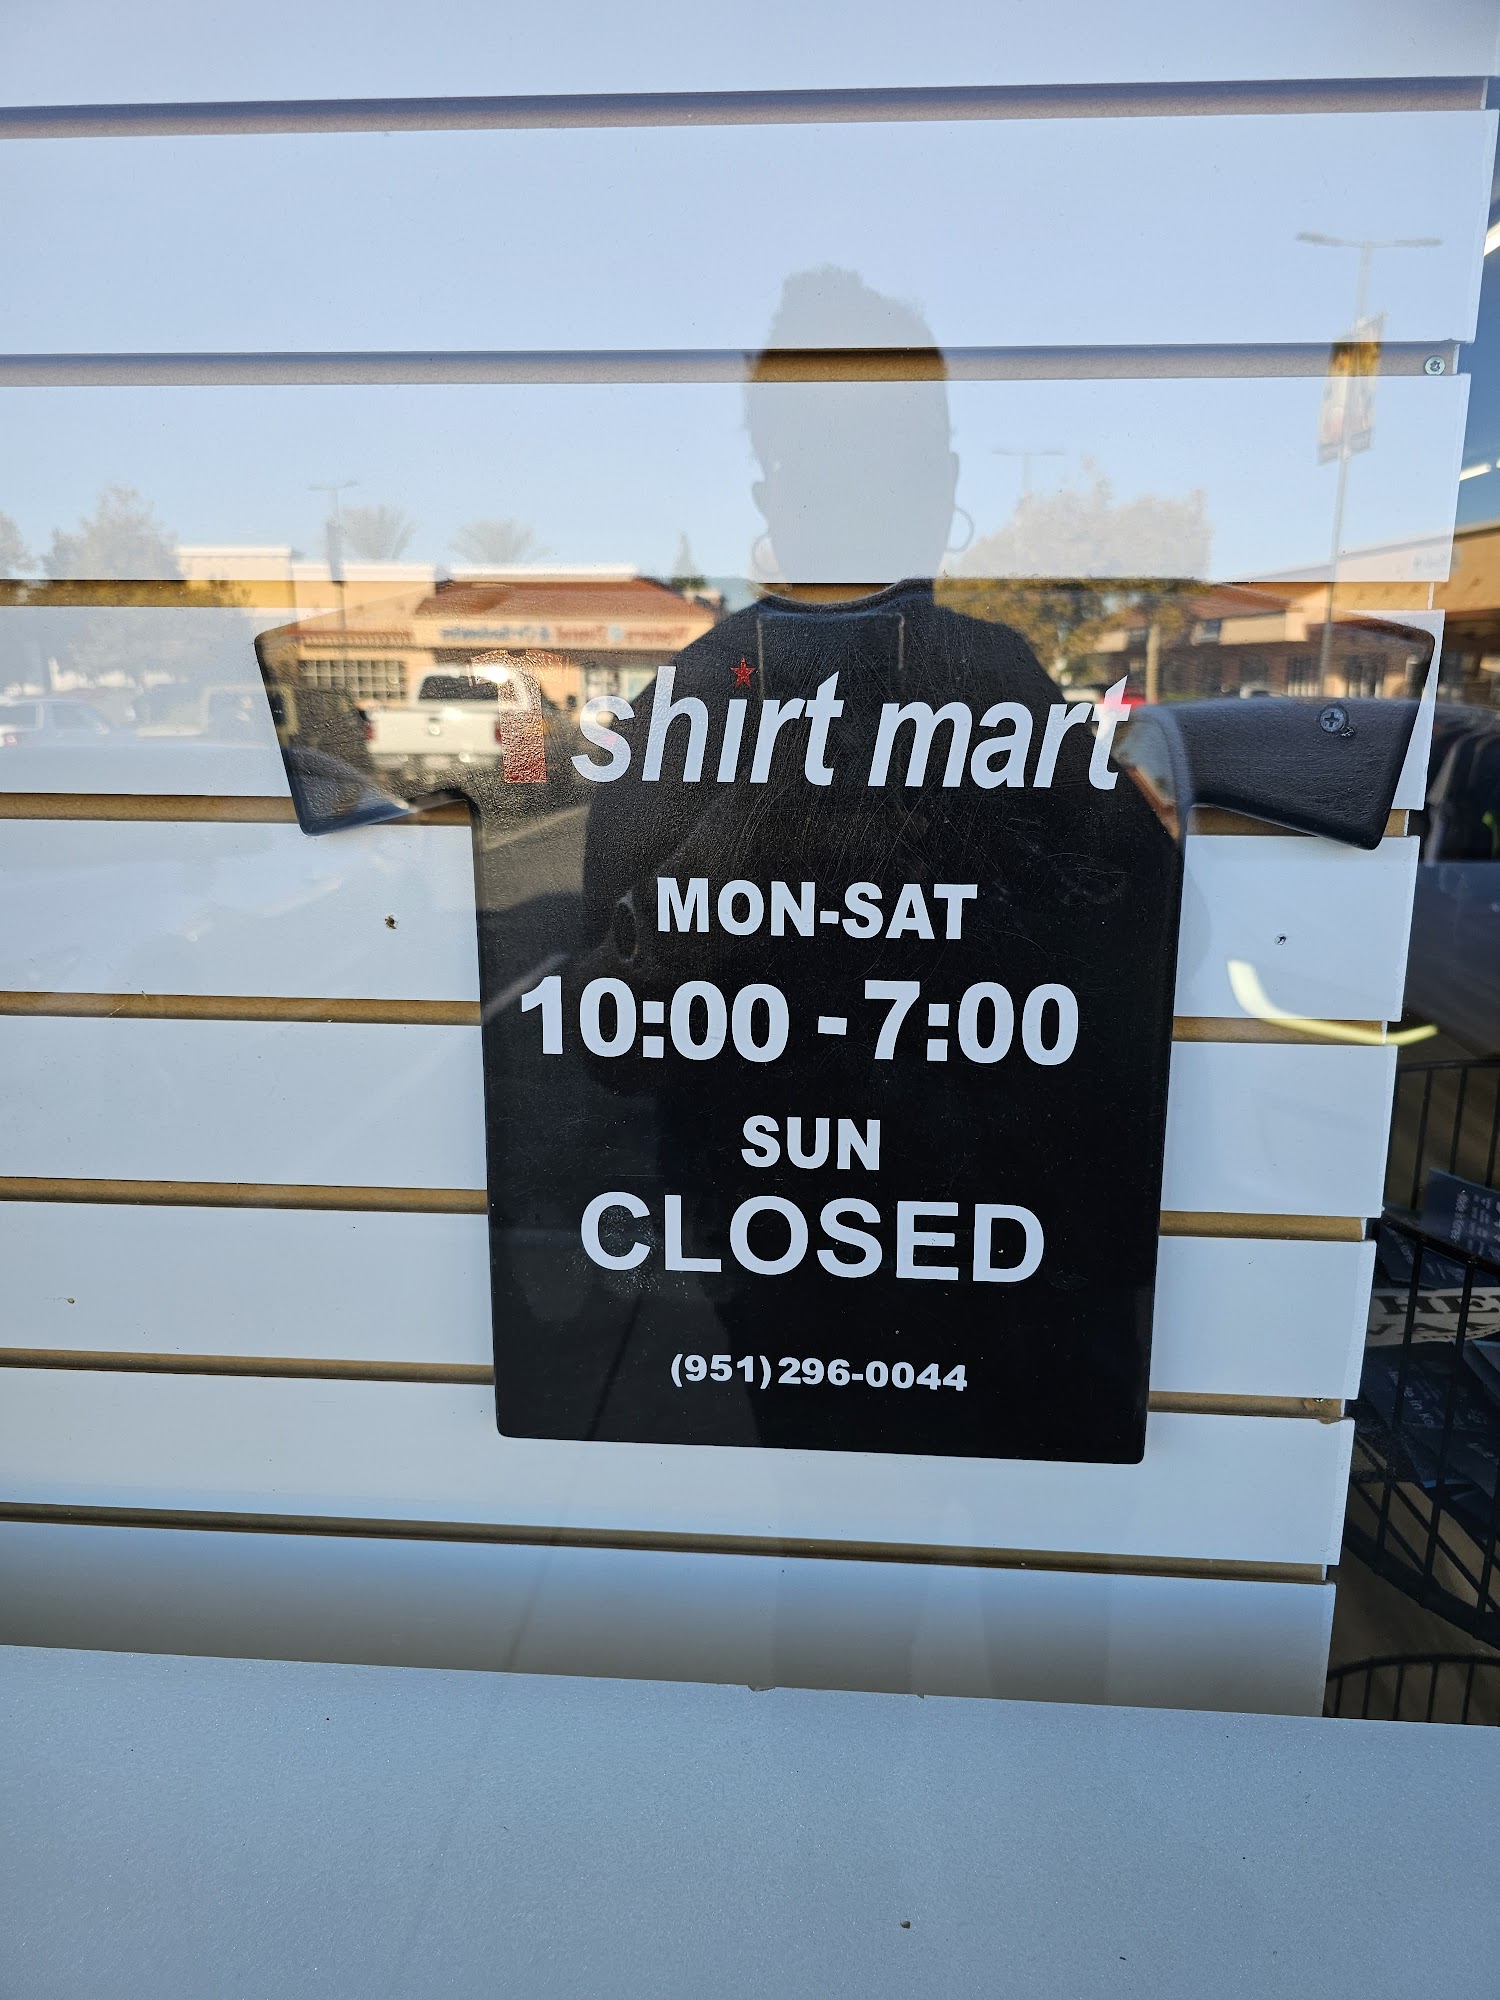 T shirt mart
MON-SAT
10:00 - 7:00
SUN
CLOSED
(951) 296-0044